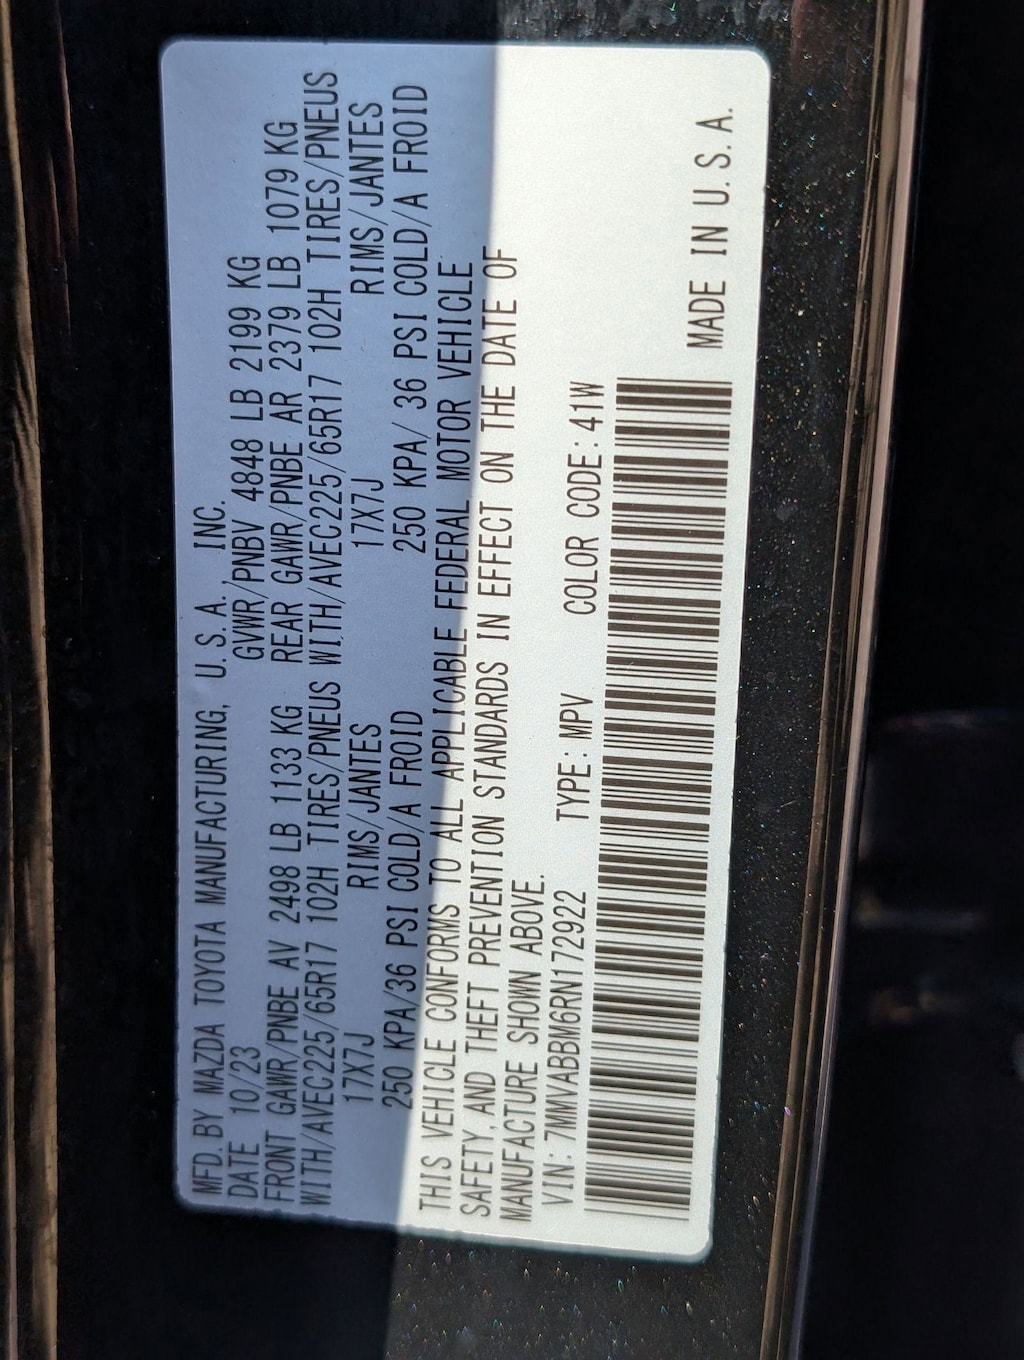 MFD. BY MAZDA TOYOTA MANUFACTURING, U. S. A., INC.
DATE 10/23 GVWR/PNBV 4848 LB 2199 KG
FRONT GAWR/PNBE AV 2498 LB 1133 KG REAR GAWR/PNBE AR 2379 LB 1079 KG
WITH/AVEC225/65R17 102H TIRES/PNEUS WITH/AVEC225/65R17 102H TIRES/PNEUS
17X7J RIMS/JANTES 17X7J RIMS/JANTES
250 KPA/36 PSI COLD/A FROID 250 KPA/ 36 PSI COLD/A FROID
THIS VEHICLE CONFORMS TO ALL APPLICABLE FEDERAL MOTOR VEHICLE
SAFETY, AND THEFT PREVENTION STANDARDS IN EFFECT ON THE DATE OF
MANUFACTURE SHOWN ABOVE.
VIN: 7MMVABBM6RN172922 TYPE: MPV COLOR CODE: 41W
MADE IN U. S. A.